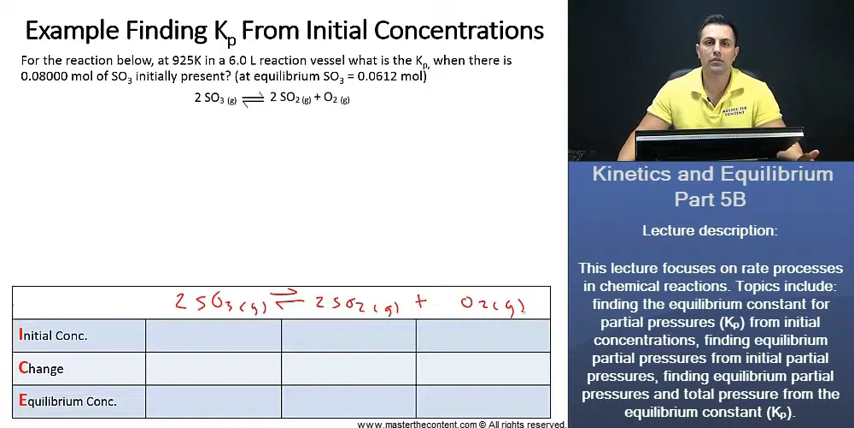 Example Finding Kp From Initial Concentrations
For the reaction below, at 925K in a 6.0 L reaction vessel what is the Kp, when there is
0.08000 mol of SO3 initially present? (at equilibrium SO3 = 0.0612 mol)
2 SO3 (g) ⇌ 2 SO2 (g) + O2 (g)
2 SO3 (g) ⇌ 2 SO2 (g) + O2 (g)
Initial Conc.
Change
Equilibrium Conc.
www.masterthecontent.com © All rights reserved.
MASTER THE
CONTENT
Kinetics and Equilibrium
Part 5B
Lecture description:
This lecture focuses on rate processes
in chemical reactions. Topics include:
finding the equilibrium constant for
partial pressures (Kp) from initial
concentrations, finding equilibrium
partial pressures from initial partial
pressures, finding equilibrium partial
pressures and total pressure from the
equilibrium constant (Kp).